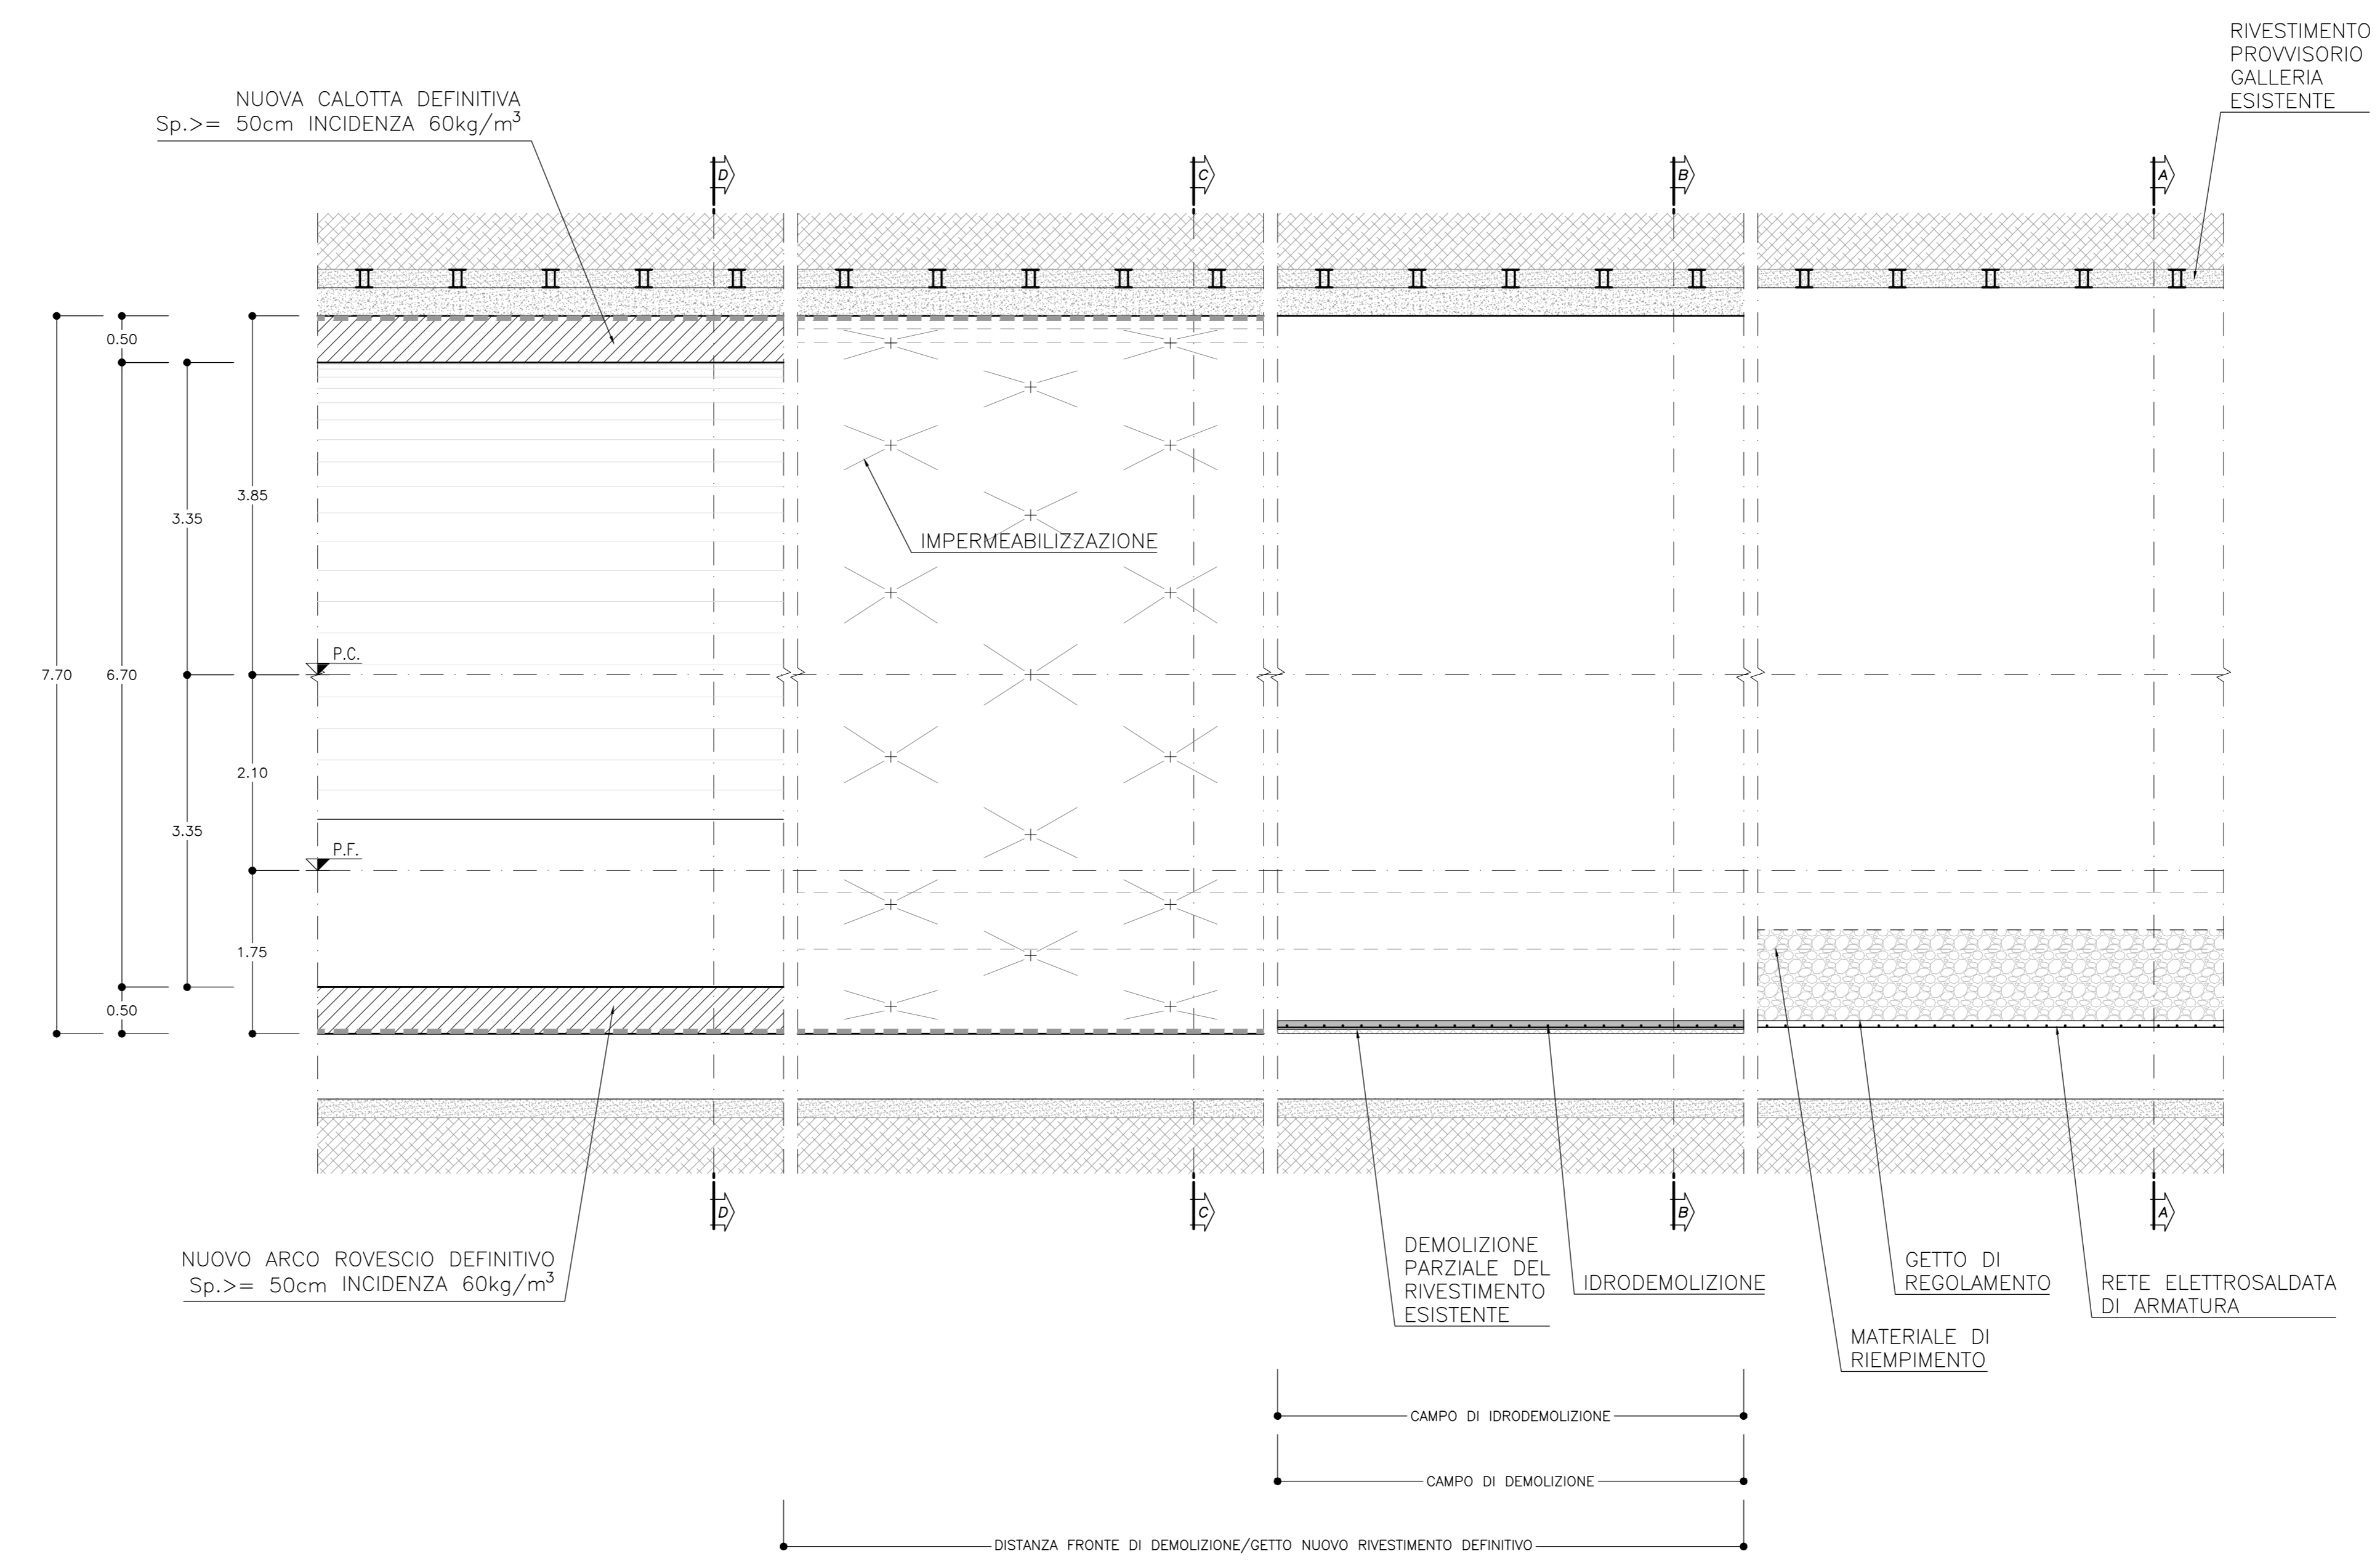 RIVESTIMENTO
PROVVISORIO
GALLERIA
ESISTENTE
NUOVA CALOTTA DEFINITIVA
Sp.>= 50cm INCIDENZA 60kg/m³
D
C
B
A
0.50
3.85
3.35
IMPERMEABILIZZAZIONE
P.C.
7.70
6.70
2.10
3.35
P.F.
1.75
0.50
D
C
B
A
NUOVO ARCO ROVESCIO DEFINITIVO
Sp.>= 50cm INCIDENZA 60kg/m³
DEMOLIZIONE
PARZIALE DEL
RIVESTIMENTO
ESISTENTE
IDRODEMOLIZIONE
GETTO DI
REGOLAMENTO
RETE ELETTROSALDATA
DI ARMATURA
MATERIALE DI
RIEMPIMENTO
CAMPO DI IDRODEMOLIZIONE
CAMPO DI DEMOLIZIONE
DISTANZA FRONTE DI DEMOLIZIONE/GETTO NUOVO RIVESTIMENTO DEFINITIVO